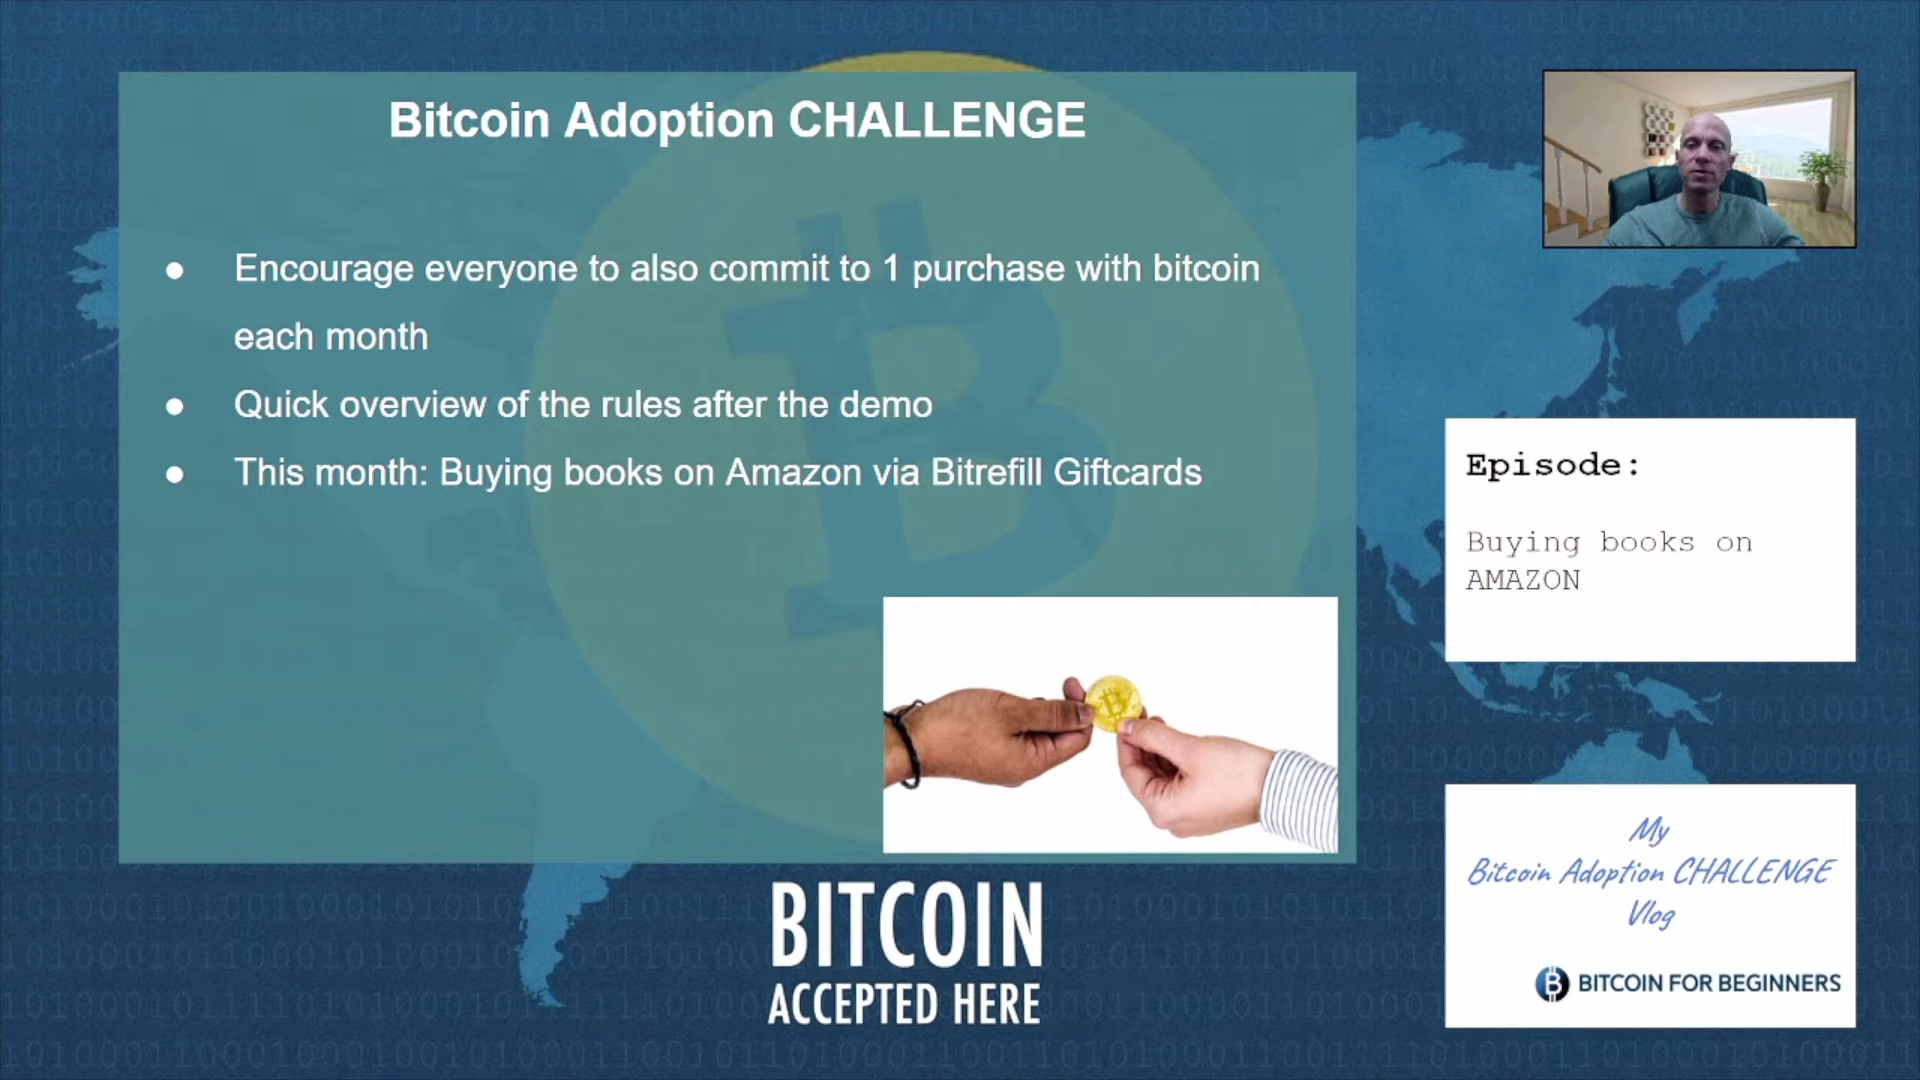 Bitcoin Adoption CHALLENGE
● Encourage everyone to also commit to 1 purchase with bitcoin
each month
● Quick overview of the rules after the demo
● This month: Buying books on Amazon via Bitrefill Giftcards
BITCOIN
ACCEPTED HERE
Episode:
Buying books on
AMAZON
My
Bitcoin Adoption CHALLENGE
Vlog
BITCOIN FOR BEGINNERS